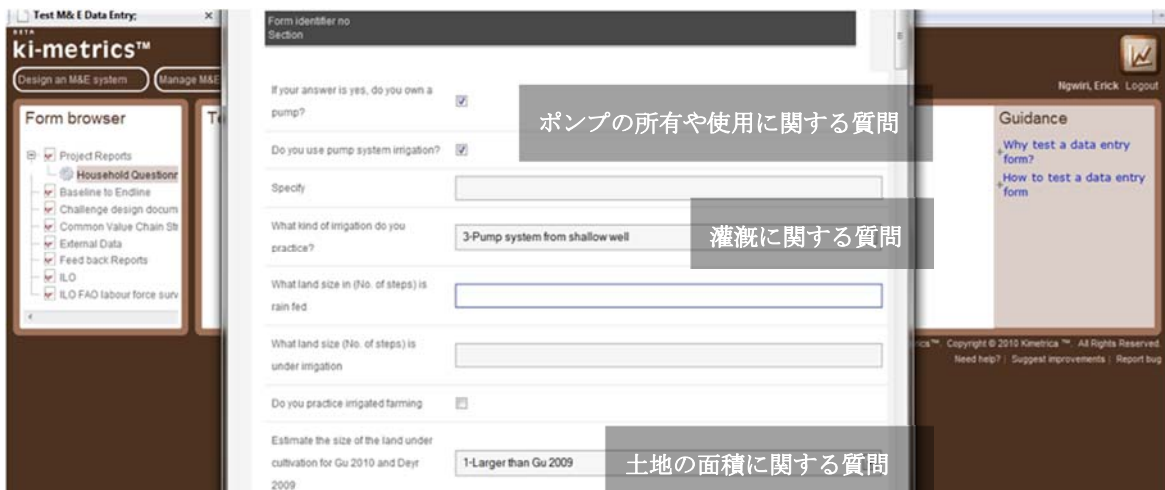 Test M& E Data Entry;
BETA
ki-metrics™
Design an M&E system
Manage M&E
Ngwiri, Erick Logout
Form browser
Project Reports
Household Questionr
Baseline to Endline
Challenge design docum
Common Value Chain Str
External Data
Feed back Reports
ILO
ILO FAO labour force surv
Te
Form identifier no
Section
If your answer is yes, do you own a
pump?
ポンプの所有や使用に関する質問
Do you use pump system irrigation?
Specify
What kind of irrigation do you
practice?
3-Pump system from shallow well
灌漑に関する質問
What land size in (No. of steps) is
rain fed
What land size (No. of steps) is
under irrigation
Do you practice irrigated farming
Estimate the size of the land under
cultivation for Gu 2010 and Deyr
2009
1-Larger than Gu 2009
土地の面積に関する質問
Guidance
Why test a data entry
form?
How to test a data entry
form
rics™. Copyright © 2010 Kimetrica ™. All Rights Reserved.
Need help? | Suggest improvements | Report bug